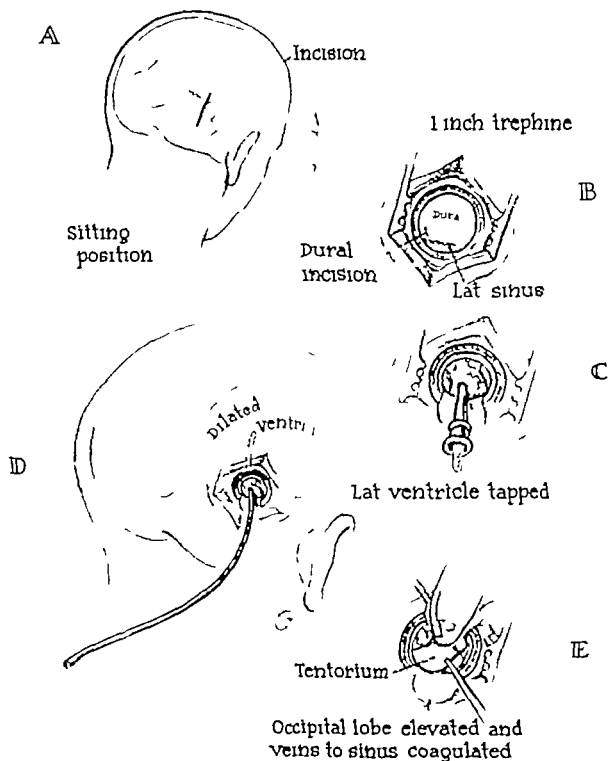 A
Incision
Sitting
position
1 inch trephine
B
Dura
Dural
incision
Lat sinus
C
Lat ventricle tapped
D
Dilated
ventri
E
Tentorium
Occipital lobe elevated and
veins to sinus coagulated